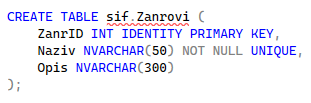 CREATE TABLE sif.Zanrovi (
    ZanrID INT IDENTITY PRIMARY KEY,
    Naziv NVARCHAR(50) NOT NULL UNIQUE,
    Opis NVARCHAR(300)
);